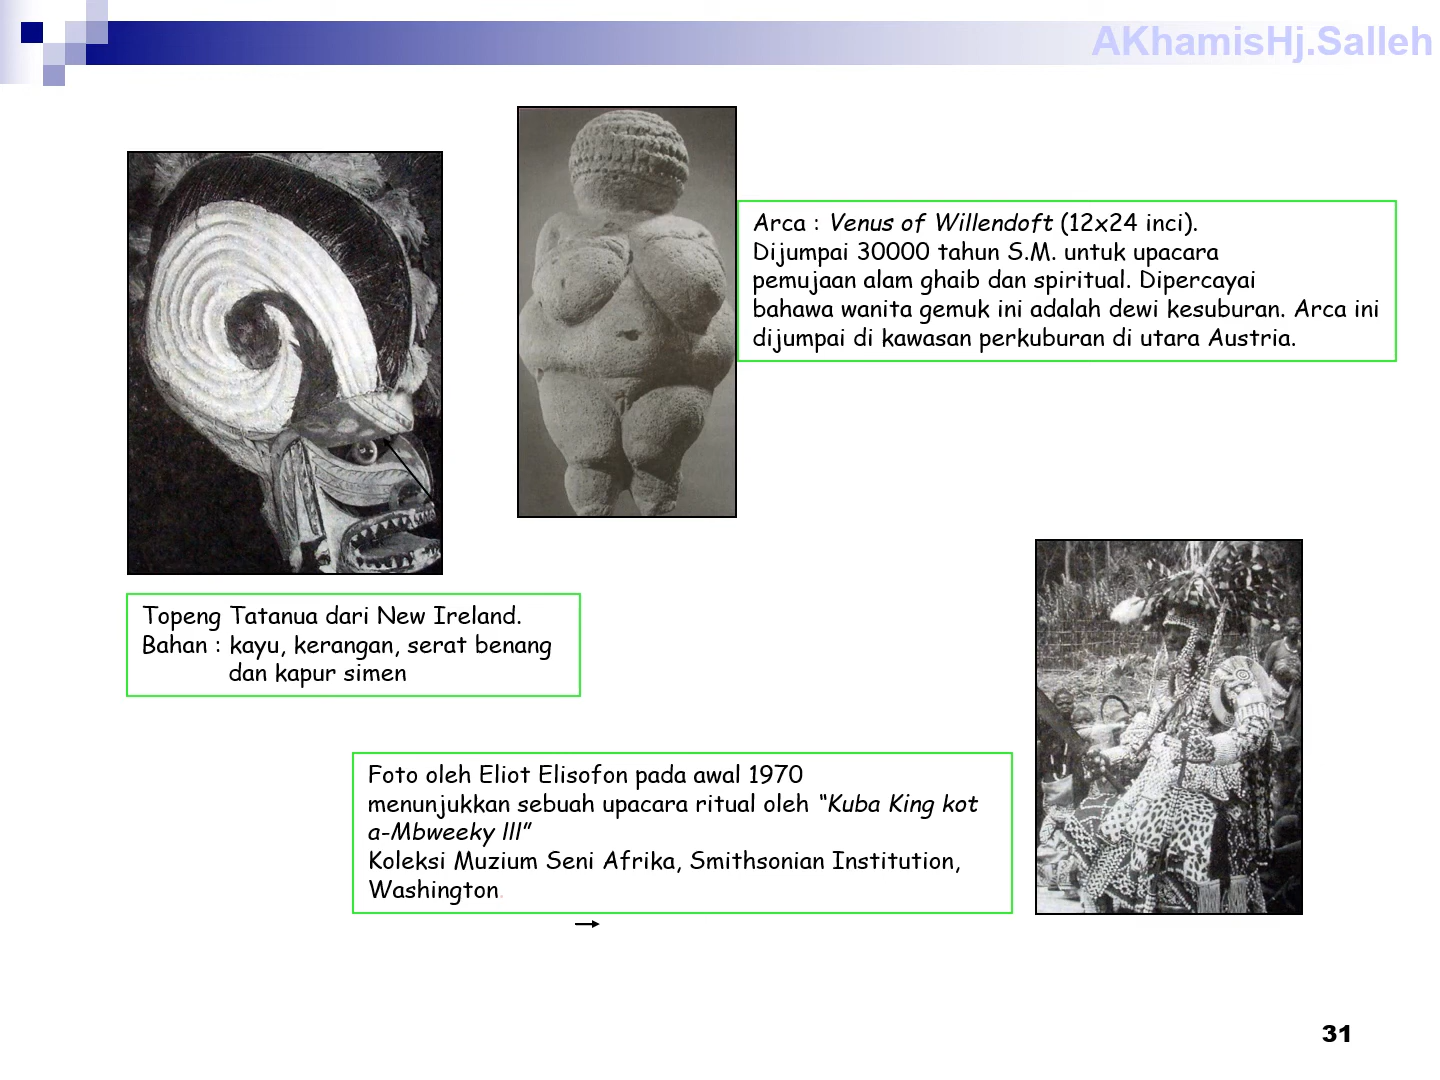 AKhamisHj.Salleh
Arca : Venus of Willendoft (12x24 inci).
Dijumpai 30000 tahun S.M. untuk upacara
pemujaan alam ghaib dan spiritual. Dipercayai
bahawa wanita gemuk ini adalah dewi kesuburan. Arca ini
dijumpai di kawasan perkuburan di utara Austria.
Topeng Tatanua dari New Ireland.
Bahan : kayu, kerangan, serat benang
dan kapur simen
Foto oleh Eliot Elisofon pada awal 1970
menunjukkan sebuah upacara ritual oleh “Kuba King kot
a-Mbweeky lll”
Koleksi Muzium Seni Afrika, Smithsonian Institution,
Washington.
31